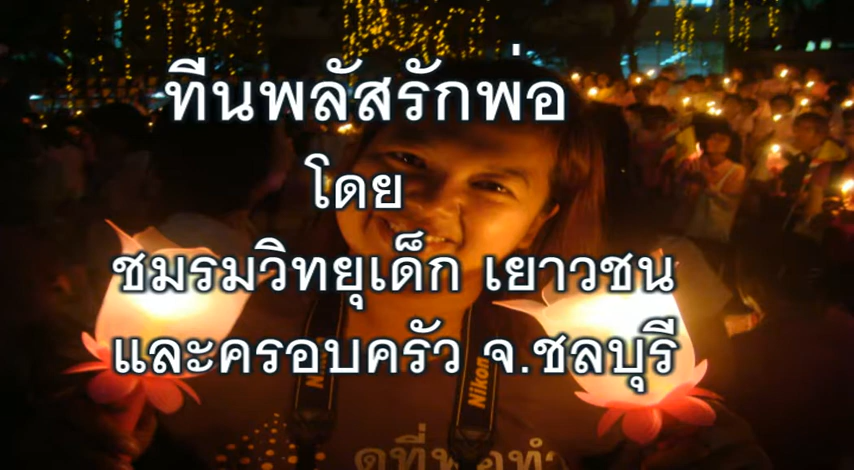 ทีนพลัสรักพ่อ
โดย
ชมรมวิทยุเด็ก เยาวชน
และครอบครัว จ.ชลบุรี
Nikon